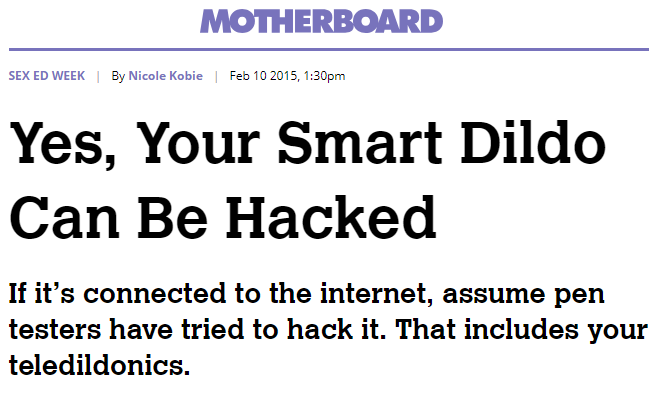 MOTHERBOARD
SEX ED WEEK | By Nicole Kobie | Feb 10 2015, 1:30pm
Yes, Your Smart Dildo
Can Be Hacked
If it’s connected to the internet, assume pen
testers have tried to hack it. That includes your
teledildonics.